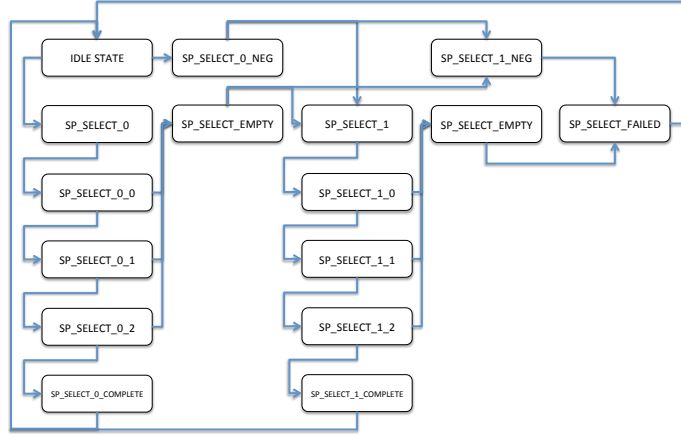 IDLE STATE
SP_SELECT_0_NEG
SP_SELECT_1_NEG
SP_SELECT_0
SP_SELECT_EMPTY
SP_SELECT_1
SP_SELECT_EMPTY
SP_SELECT_FAILED
SP_SELECT_0_0
SP_SELECT_1_0
SP_SELECT_0_1
SP_SELECT_1_1
SP_SELECT_0_2
SP_SELECT_1_2
SP_SELECT_0_COMPLETE
SP_SELECT_1_COMPLETE